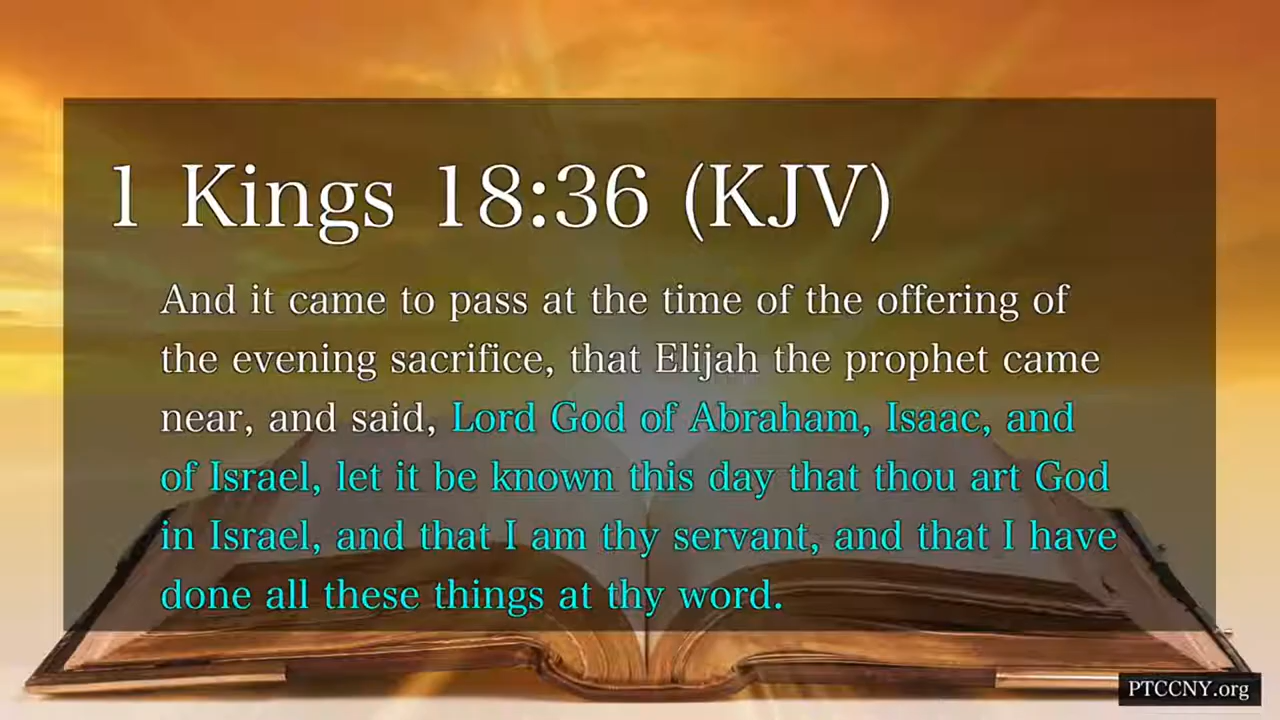 1 Kings 18:36 (KJV)
And it came to pass at the time of the offering of
the evening sacrifice, that Elijah the prophet came
near, and said, Lord God of Abraham, Isaac, and
of Israel, let it be known this day that thou art God
in Israel, and that I am thy servant, and that I have
done all these things at thy word.
PTCCNY.org